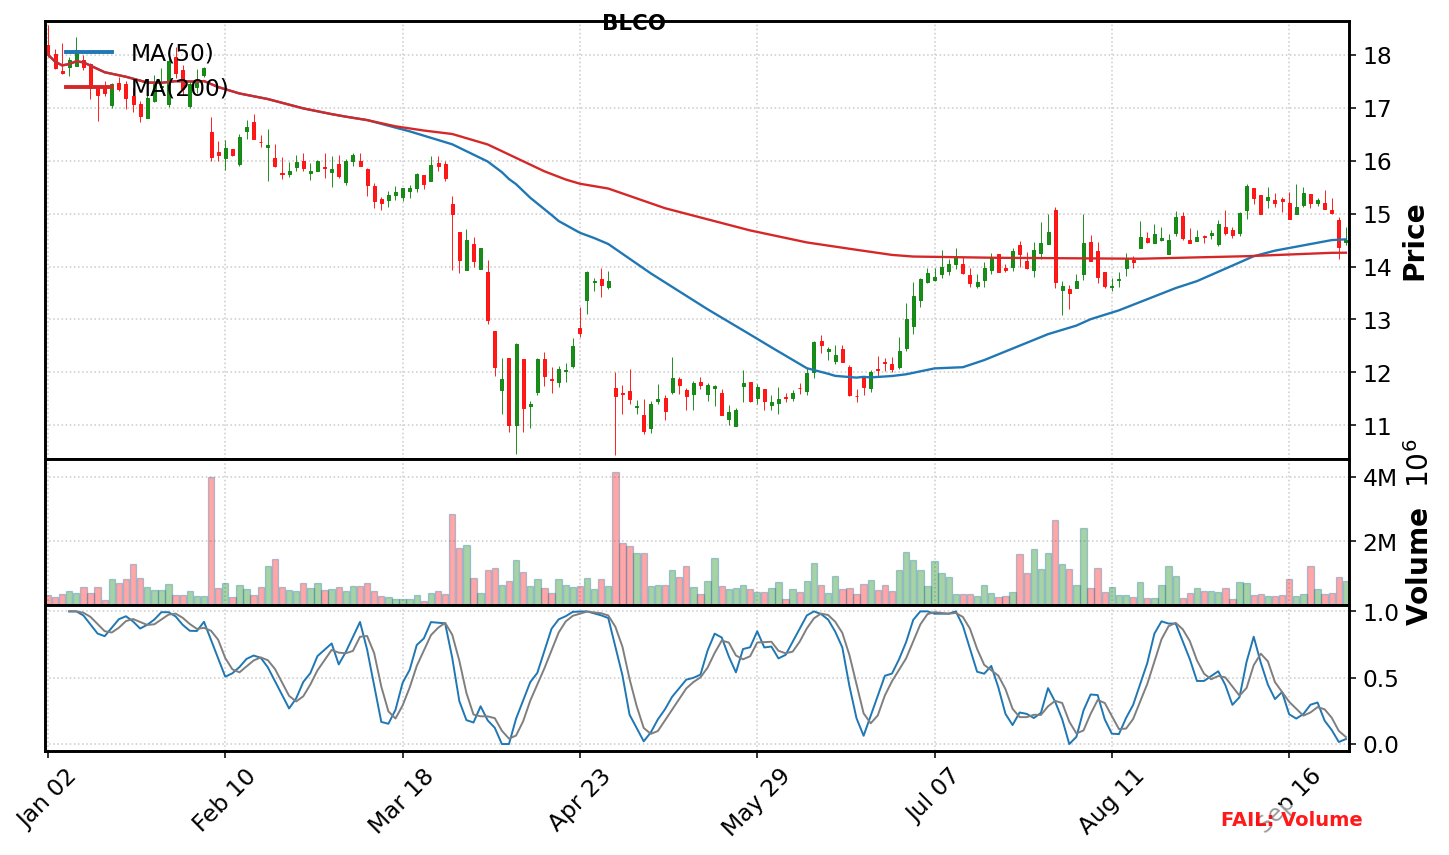 BLCO
MA(50)
MA(200)
18
17
16
15
14
13
12
11
Price
4M
2M
Volume 10^6
1.0
0.5
0.0
Jan 02
Feb 10
Mar 18
Apr 23
May 29
Jul 07
Aug 11
Sep 16
FAIL: Volume